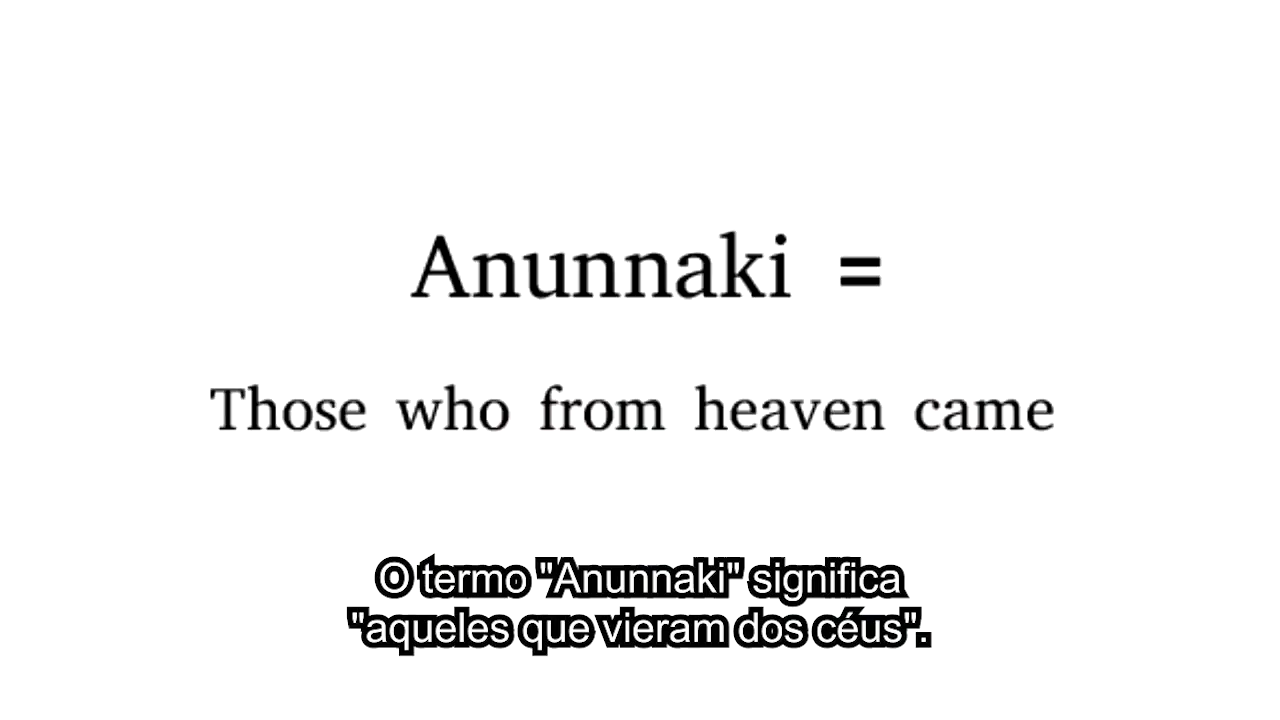 Anunnaki =
Those who from heaven came
O termo "Anunnaki" significa
"aqueles que vieram dos céus".